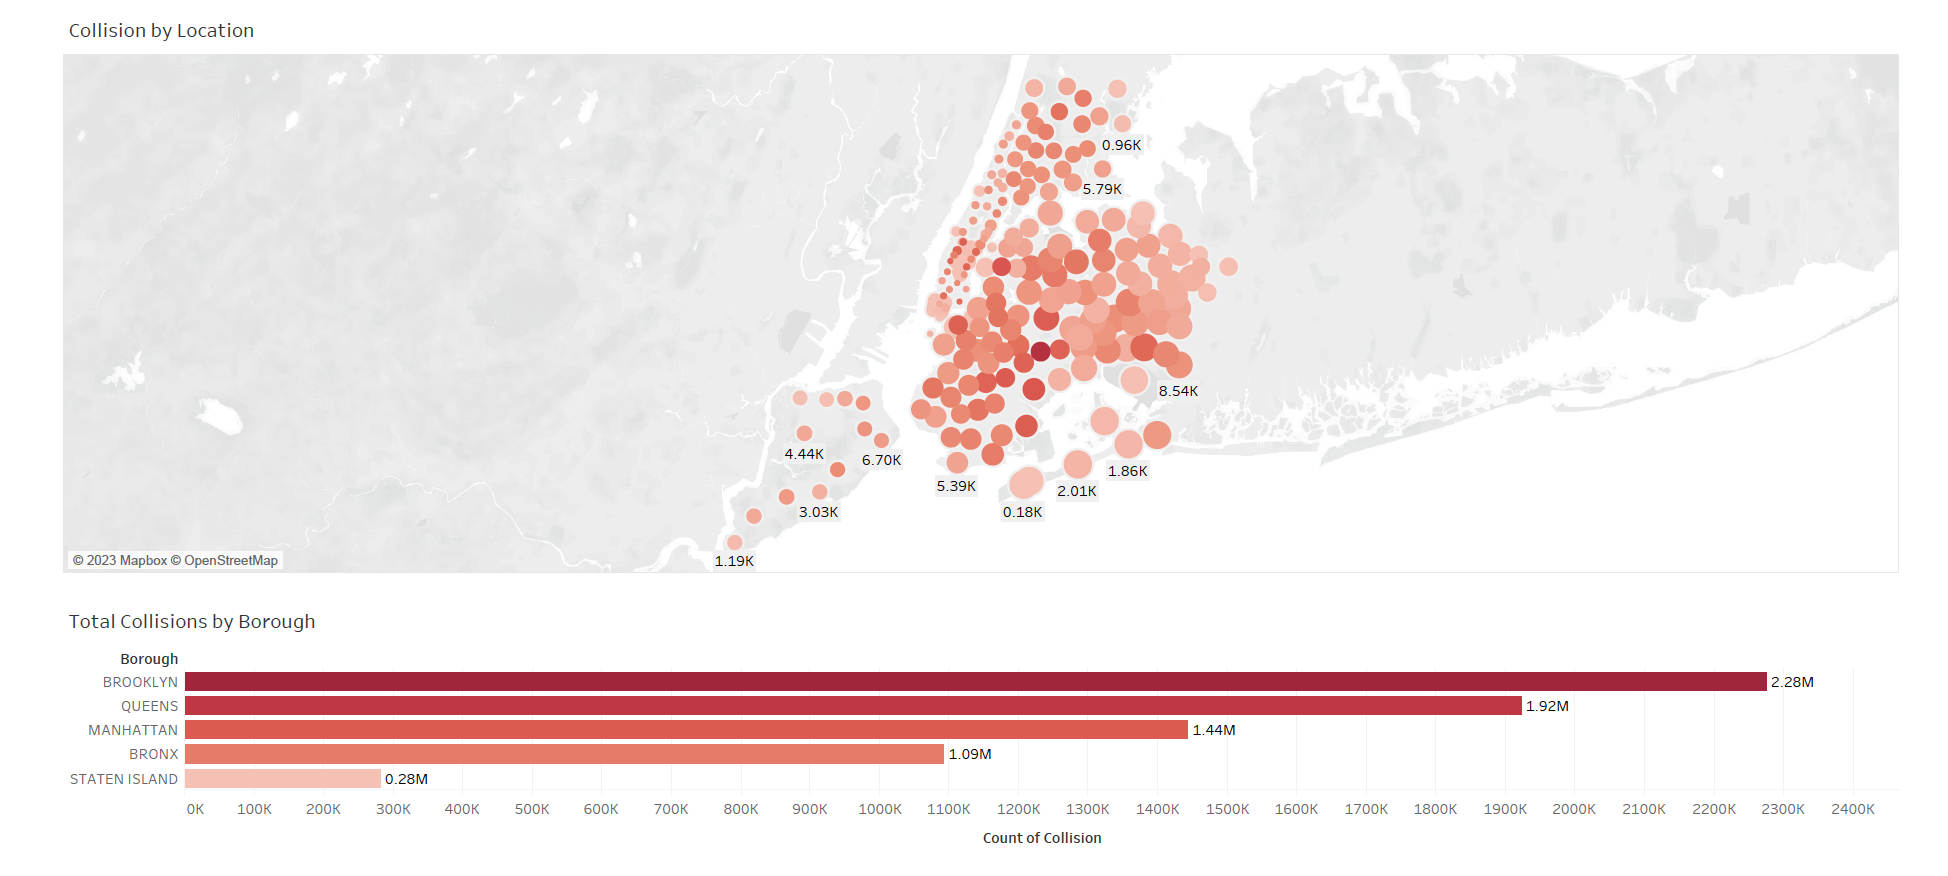 Collision by Location
0.96K
5.79K
8.54K
4.44K
6.70K
1.86K
5.39K
2.01K
3.03K
0.18K
1.19K
© 2023 Mapbox © OpenStreetMap
Total Collisions by Borough
Borough
BROOKLYN 2.28M
QUEENS 1.92M
MANHATTAN 1.44M
BRONX 1.09M
STATEN ISLAND 0.28M
0K 100K 200K 300K 400K 500K 600K 700K 800K 900K 1000K 1100K 1200K 1300K 1400K 1500K 1600K 1700K 1800K 1900K 2000K 2100K 2200K 2300K 2400K
Count of Collision